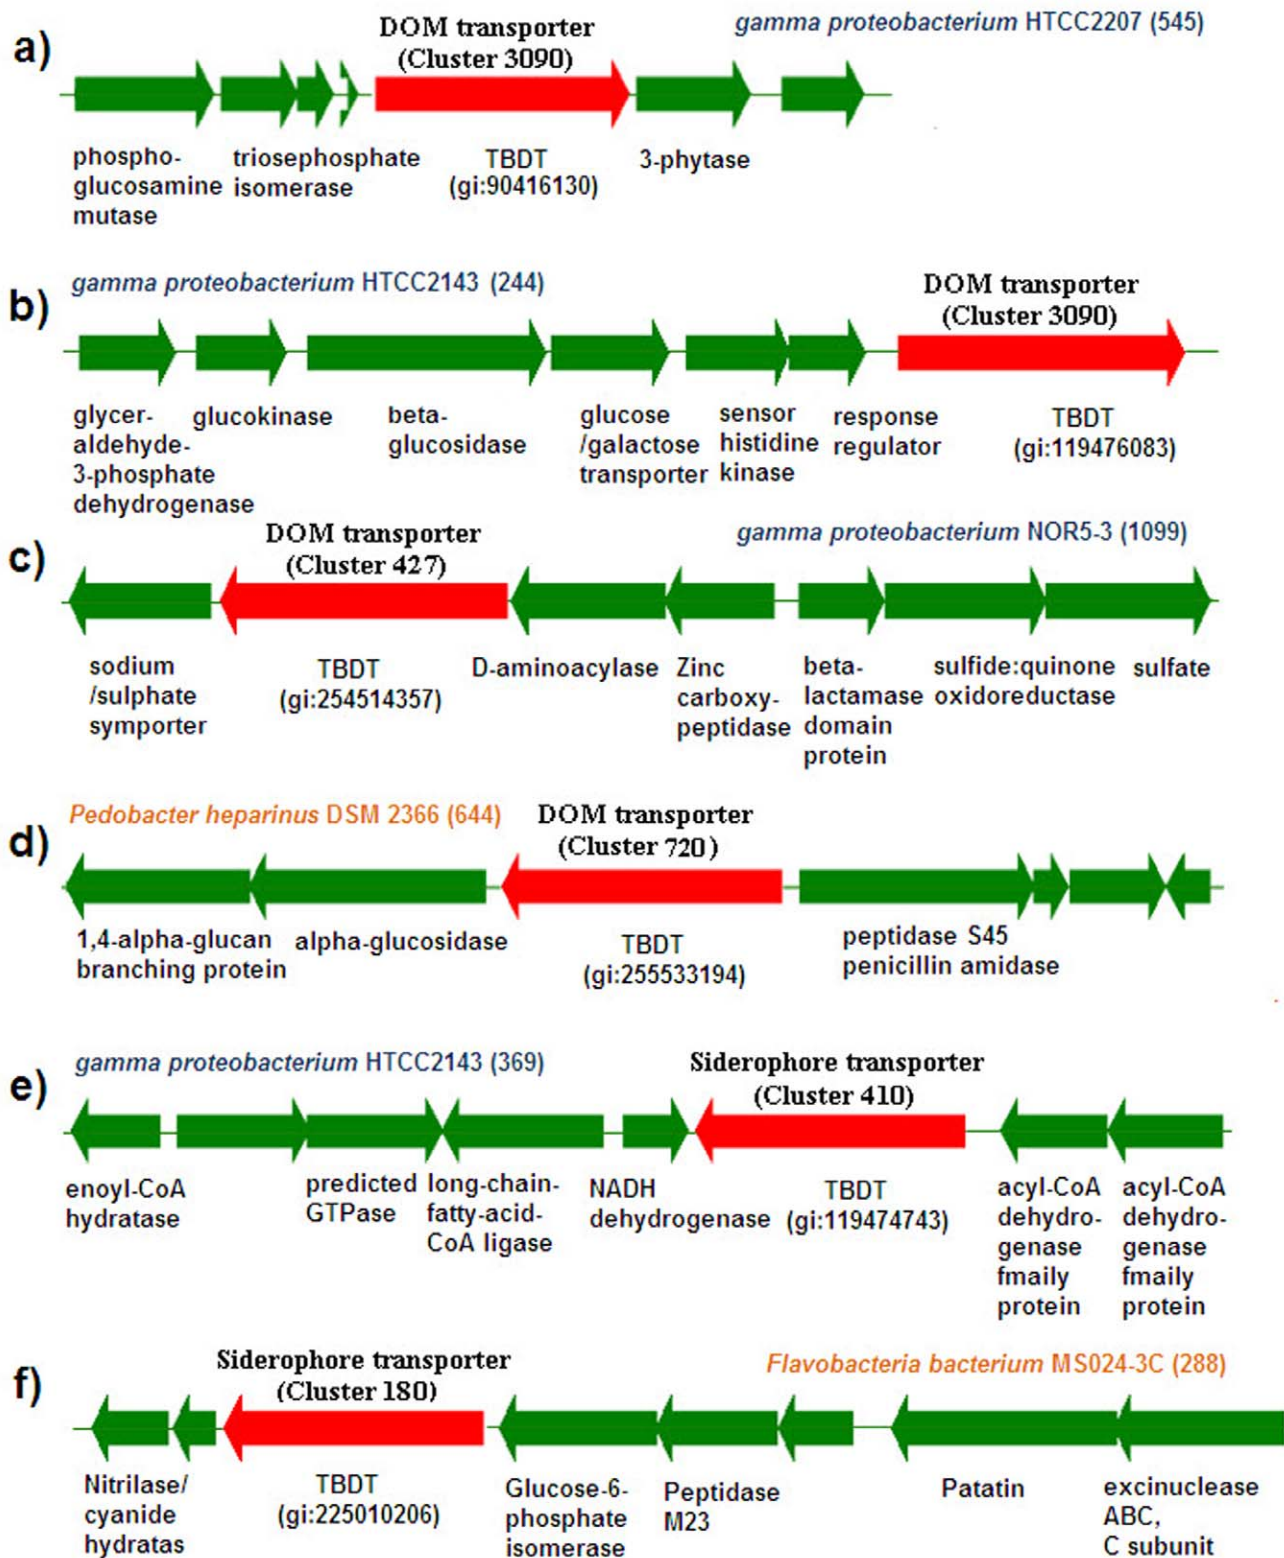 a)
DOM transporter
(Cluster 3090)
gamma proteobacterium HTCC2207 (545)
phospho-
glucosamine
mutase
triosephosphate
isomerase
TBDT
(gi:90416130)
3-phytase
b)
gamma proteobacterium HTCC2143 (244)
DOM transporter
(Cluster 3090)
glycer-
aldehyde-
3-phosphate
dehydrogenase
glucokinase
beta-
glucosidase
glucose
/galactose
transporter
sensor
histidine
kinase
response
regulator
TBDT
(gi:119476083)
c)
DOM transporter
(Cluster 427)
gamma proteobacterium NOR5-3 (1099)
sodium
/sulphate
symporter
TBDT
(gi:254514357)
D-aminoacylase
Zinc
carboxy-
peptidase
beta-
lactamase
domain
protein
sulfide:quinone
oxidoreductase
sulfate
d)
Pedobacter heparinus DSM 2366 (644)
DOM transporter
(Cluster 720)
1,4-alpha-glucan
branching protein
alpha-glucosidase
TBDT
(gi:255533194)
peptidase S45
penicillin amidase
e)
gamma proteobacterium HTCC2143 (369)
Siderophore transporter
(Cluster 410)
enoyl-CoA
hydratase
predicted
GTPase
long-chain-
fatty-acid-
CoA ligase
NADH
dehydrogenase
TBDT
(gi:119474743)
acyl-CoA
dehydro-
genase
fmaily
protein
acyl-CoA
dehydro-
genase
fmaily
protein
f)
Siderophore transporter
(Cluster 180)
Flavobacteria bacterium MS024-3C (288)
Nitrilase/
cyanide
hydratas
TBDT
(gi:225010206)
Glucose-6-
phosphate
isomerase
Peptidase
M23
Patatin
excinuclease
ABC,
C subunit